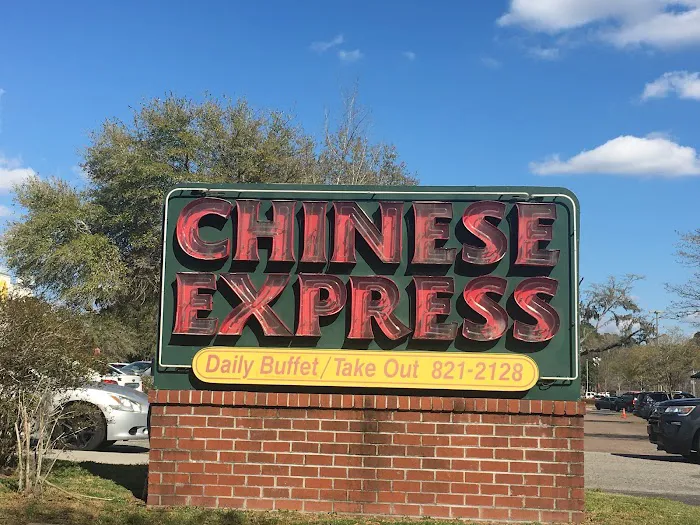 CHINESE
EXPRESS
Daily Buffet/Take Out 821-2128